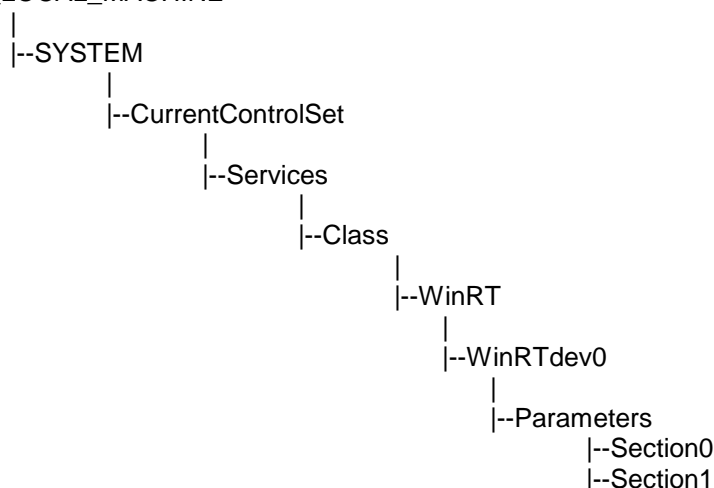 |
|--SYSTEM
|
|--CurrentControlSet
|
|--Services
|
|--Class
|
|--WinRT
|
|--WinRTdev0
|
|--Parameters
|--Section0
|--Section1